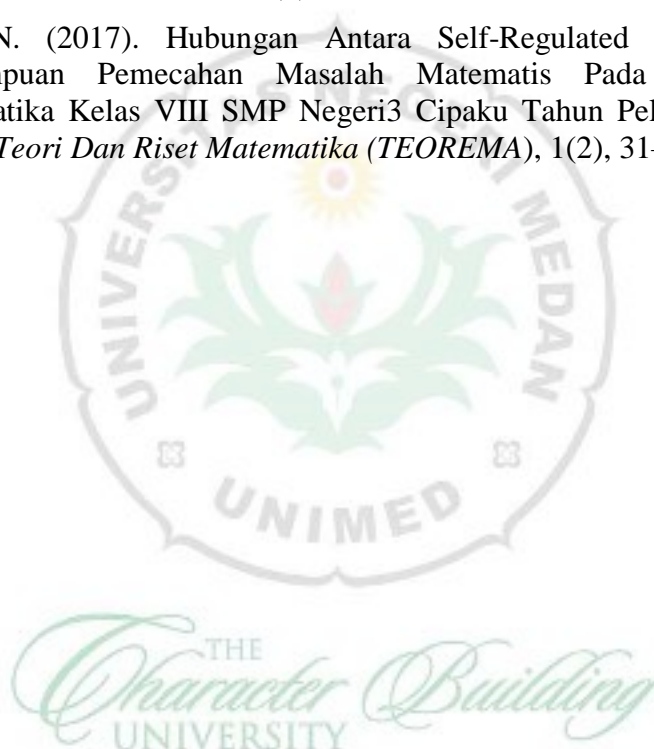 N. (2017). Hubungan Antara Self-Regulated
puan Pemecahan Masalah Matematis Pada
atika Kelas VIII SMP Negeri3 Cipaku Tahun Pel
Teori Dan Riset Matematika (TEOREMA), 1(2), 31-
UNIVERSITAS NEGERI MEDAN
UNIMED
THE
Character Building
UNIVERSITY